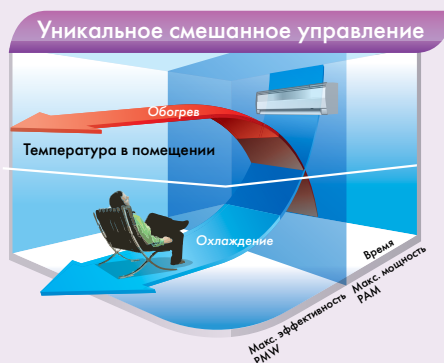 Уникальное смешанное управление
Обогрев
Температура в помещении
Охлаждение
Время
Макс. мощность
PAM
Макс. эффективность
PMW